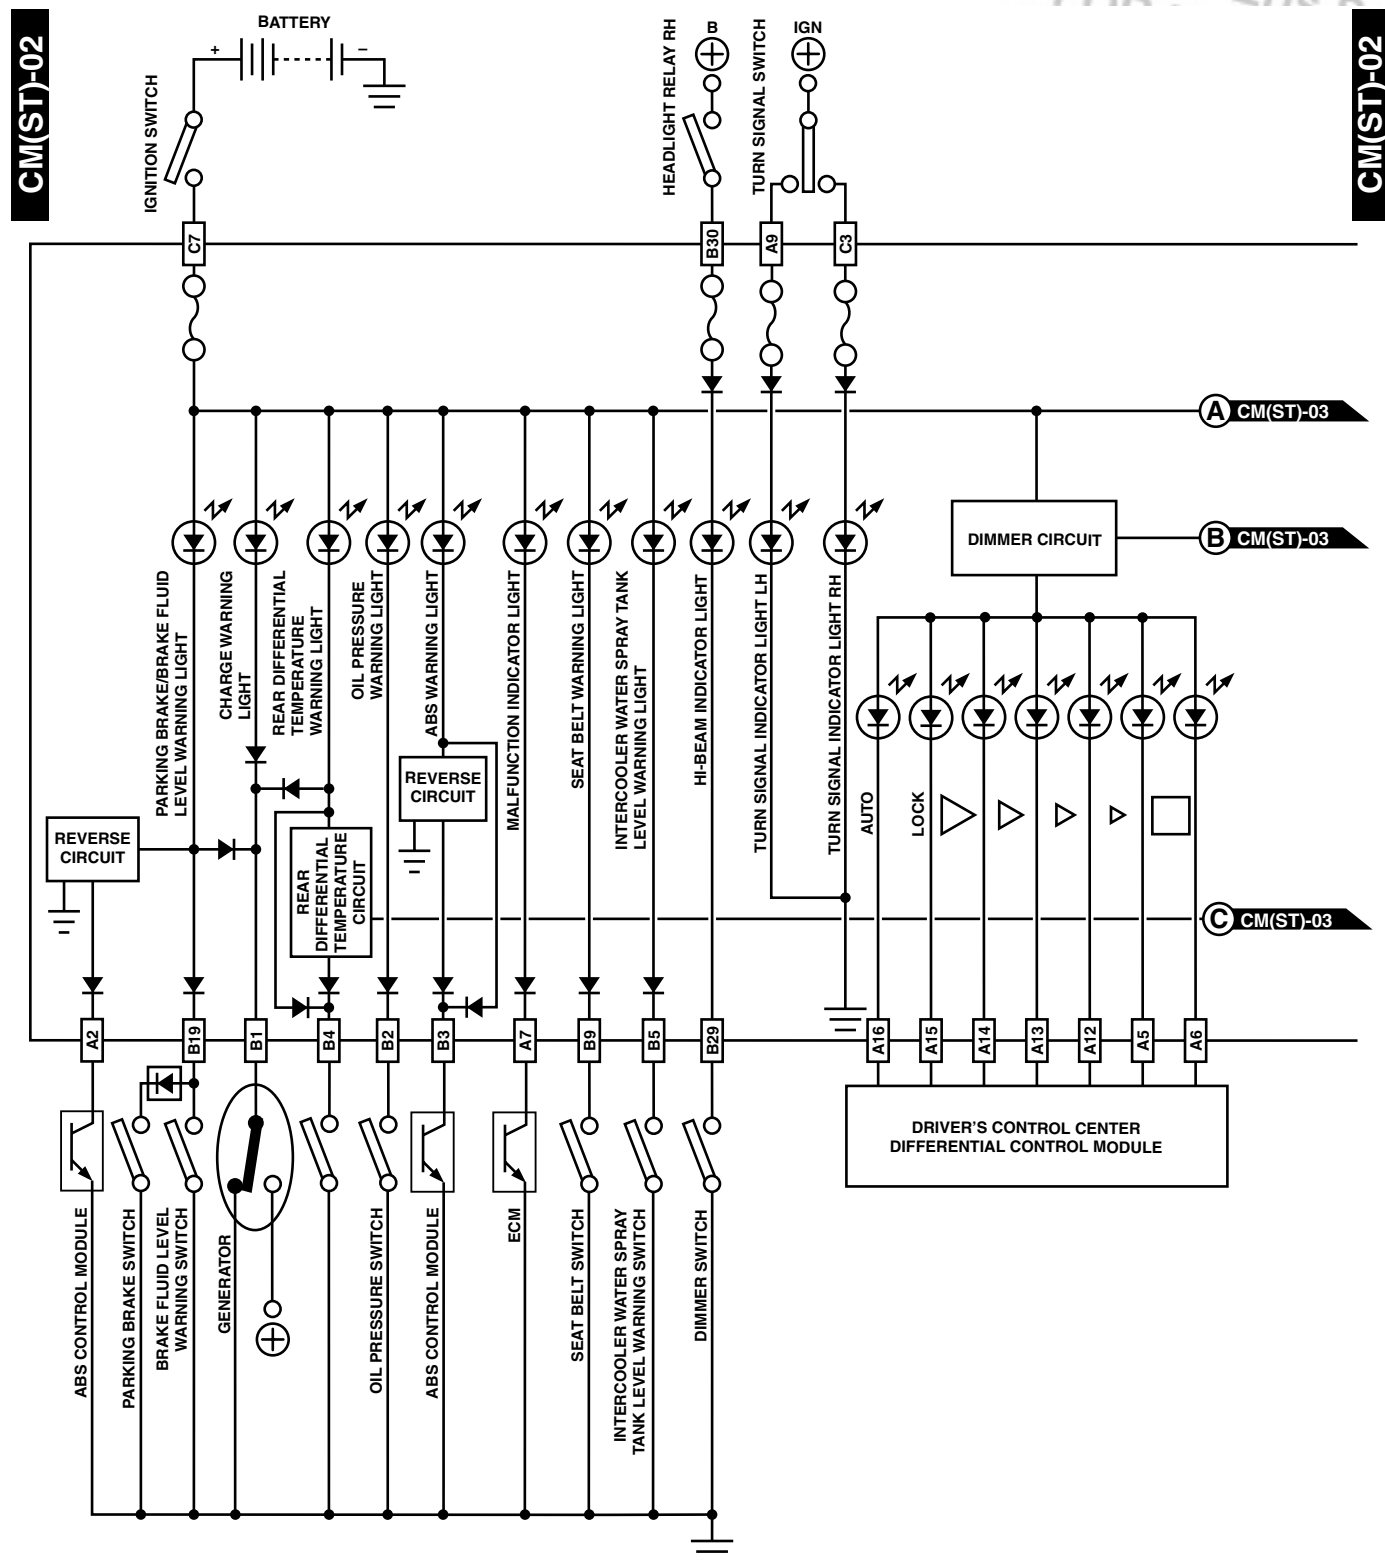 CM(ST)-02
CM(ST)-02
BATTERY
+
–
IGNITION SWITCH
HEADLIGHT RELAY RH
B
TURN SIGNAL SWITCH
IGN
C7
B30
A9
C3
A CM(ST)-03
DIMMER CIRCUIT
B CM(ST)-03
PARKING BRAKE/BRAKE FLUID
LEVEL WARNING LIGHT
CHARGE WARNING
LIGHT
REAR DIFFERENTIAL
TEMPERATURE
WARNING LIGHT
OIL PRESSURE
WARNING LIGHT
ABS WARNING LIGHT
MALFUNCTION INDICATOR LIGHT
SEAT BELT WARNING LIGHT
INTERCOOLER WATER SPRAY TANK
LEVEL WARNING LIGHT
HI-BEAM INDICATOR LIGHT
TURN SIGNAL INDICATOR LIGHT LH
TURN SIGNAL INDICATOR LIGHT RH
AUTO
LOCK
REVERSE
CIRCUIT
REVERSE
CIRCUIT
REAR
DIFFERENTIAL
TEMPERATURE
CIRCUIT
C CM(ST)-03
A2
B19
B1
B4
B2
B3
A7
B9
B5
B29
A16
A15
A14
A13
A12
A5
A6
DRIVER'S CONTROL CENTER
DIFFERENTIAL CONTROL MODULE
ABS CONTROL MODULE
PARKING BRAKE SWITCH
BRAKE FLUID LEVEL
WARNING SWITCH
GENERATOR
OIL PRESSURE SWITCH
ABS CONTROL MODULE
ECM
SEAT BELT SWITCH
INTERCOOLER WATER SPRAY
TANK LEVEL WARNING SWITCH
DIMMER SWITCH